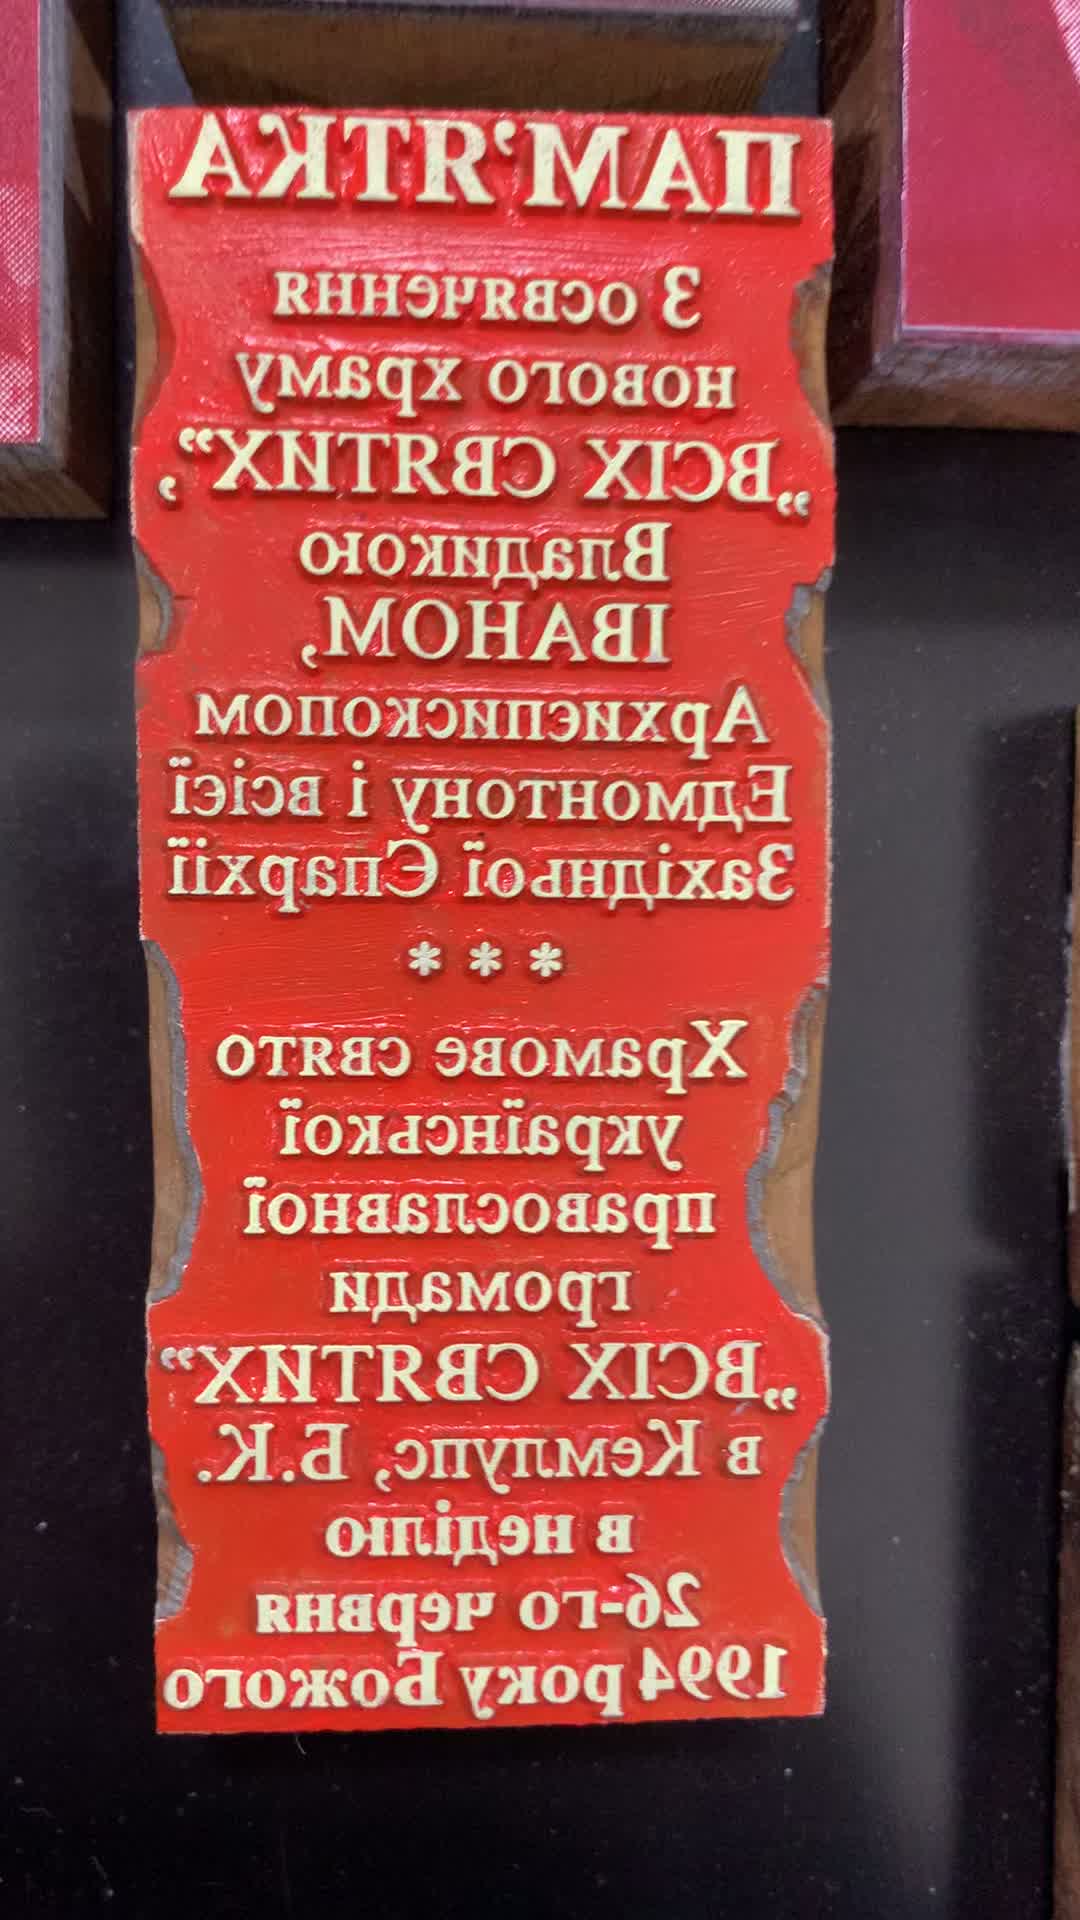 ПАМ’ЯТКА
З освячення
нового храму
„ВСІХ СВЯТИХ”,
Владикою
ІВАНОМ,
Архиєпископом
Едмонтону і всієї
Західньої Єпархії
* * *
Храмове свято
української
православної
громади
„ВСІХ СВЯТИХ”
в Кемлупс, Б.К.
в неділю
26-го червня
1994 року Божого